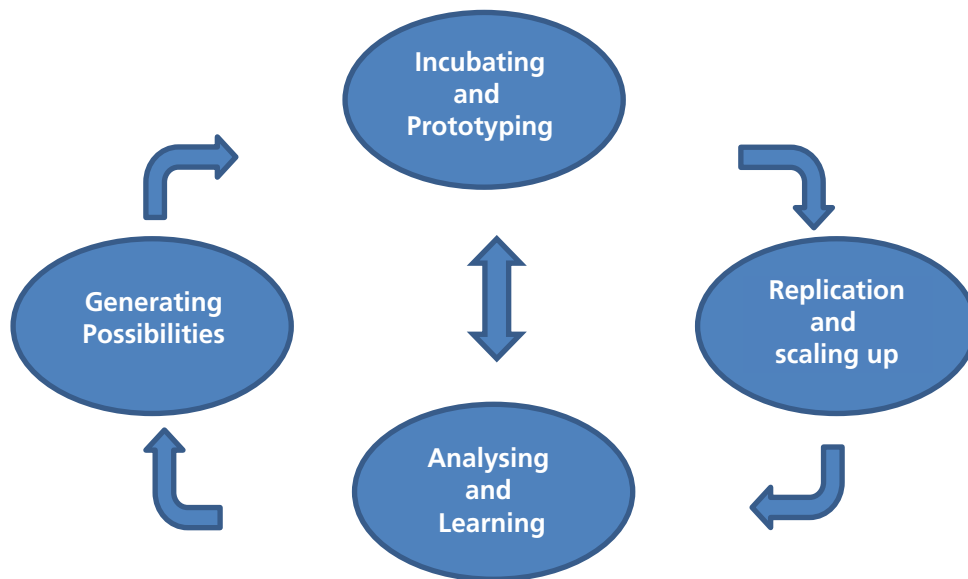 Incubating
and
Prototyping
Generating
Possibilities
Replication
and
scaling up
Analysing
and
Learning